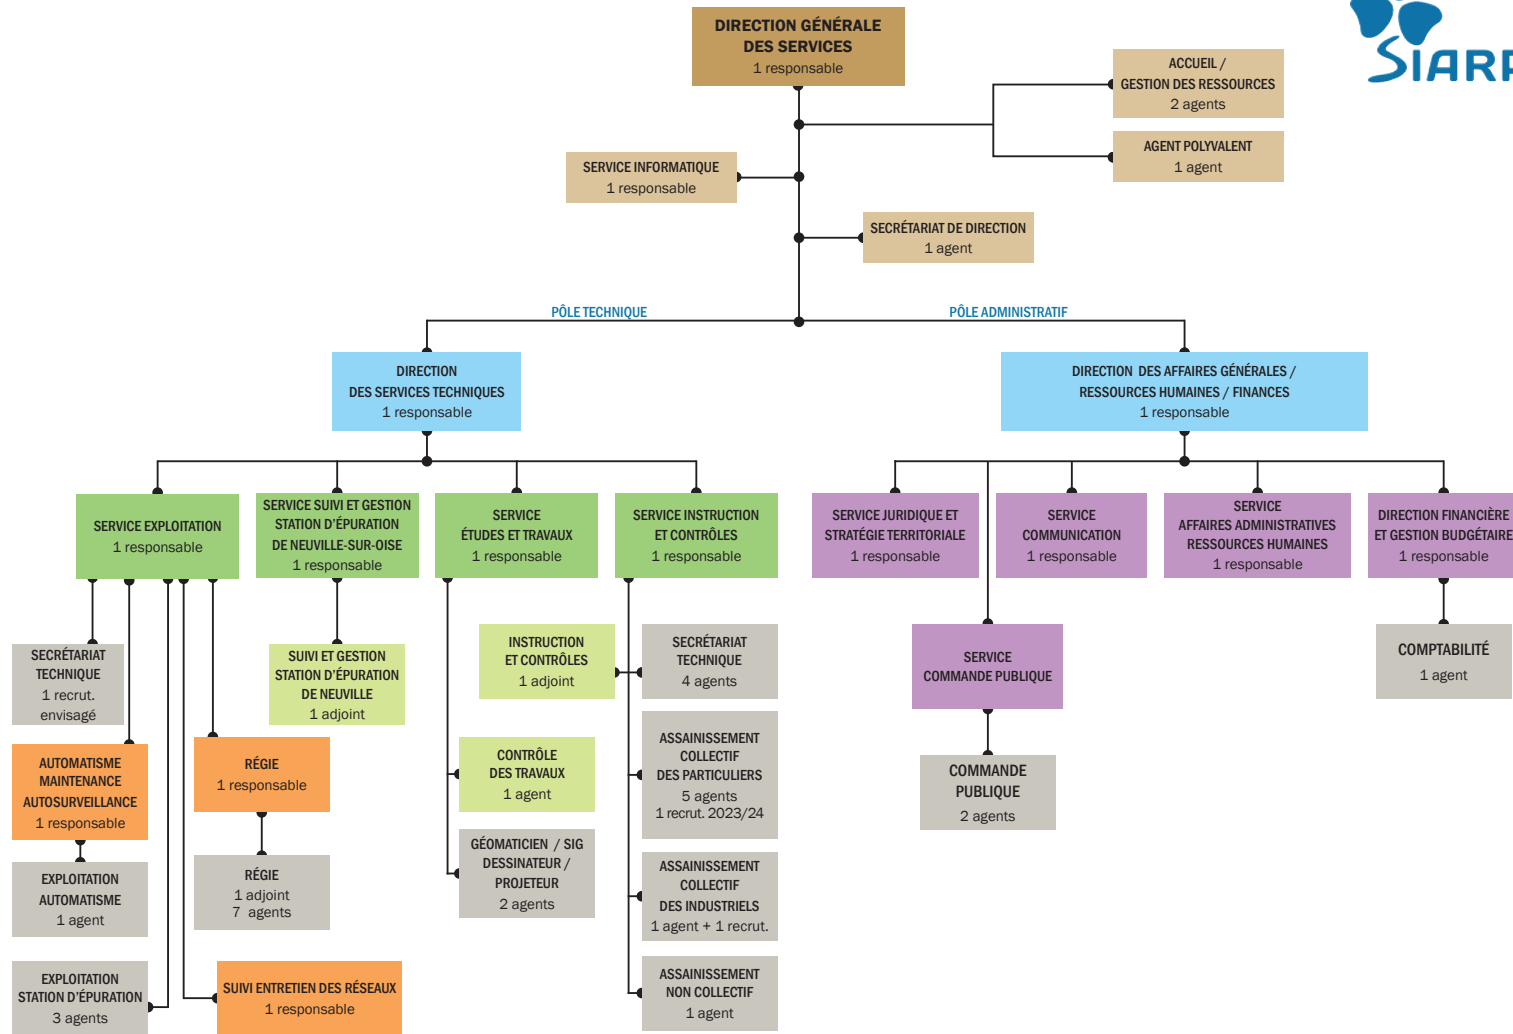 DIRECTION GÉNÉRALE
DES SERVICES
1 responsable
ACCUEIL /
GESTION DES RESSOURCES
2 agents
AGENT POLYVALENT
1 agent
SERVICE INFORMATIQUE
1 responsable
SECRÉTARIAT DE DIRECTION
1 agent
PÔLE TECHNIQUE
PÔLE ADMINISTRATIF
DIRECTION
DES SERVICES TECHNIQUES
1 responsable
DIRECTION DES AFFAIRES GÉNÉRALES /
RESSOURCES HUMAINES / FINANCES
1 responsable
SERVICE EXPLOITATION
1 responsable
SERVICE SUIVI ET GESTION
STATION D'ÉPURATION
DE NEUVILLE-SUR-OISE
1 responsable
SERVICE
ÉTUDES ET TRAVAUX
1 responsable
SERVICE INSTRUCTION
ET CONTRÔLES
1 responsable
SERVICE JURIDIQUE ET
STRATÉGIE TERRITORIALE
1 responsable
SERVICE
COMMUNICATION
1 responsable
SERVICE
AFFAIRES ADMINISTRATIVES
RESSOURCES HUMAINES
1 responsable
DIRECTION FINANCIÈRE
ET GESTION BUDGÉTAIRE
1 responsable
SECRÉTARIAT
TECHNIQUE
1 recrut.
envisagé
SUIVI ET GESTION
STATION D'ÉPURATION
DE NEUVILLE
1 adjoint
INSTRUCTION
ET CONTRÔLES
1 adjoint
SECRÉTARIAT
TECHNIQUE
4 agents
SERVICE
COMMANDE PUBLIQUE
COMPTABILITÉ
1 agent
AUTOMATISME
MAINTENANCE
AUTOSURVEILLANCE
1 responsable
RÉGIE
1 responsable
CONTRÔLE
DES TRAVAUX
1 agent
ASSAINISSEMENT
COLLECTIF
DES PARTICULIERS
5 agents
1 recrut. 2023/24
COMMANDE
PUBLIQUE
2 agents
EXPLOITATION
AUTOMATISME
1 agent
RÉGIE
1 adjoint
7 agents
GÉOMATICIEN / SIG
DESSINATEUR /
PROJETEUR
2 agents
ASSAINISSEMENT
COLLECTIF
DES INDUSTRIELS
1 agent + 1 recrut.
EXPLOITATION
STATION D'ÉPURATION
3 agents
SUIVI ENTRETIEN DES RÉSEAUX
1 responsable
ASSAINISSEMENT
NON COLLECTIF
1 agent